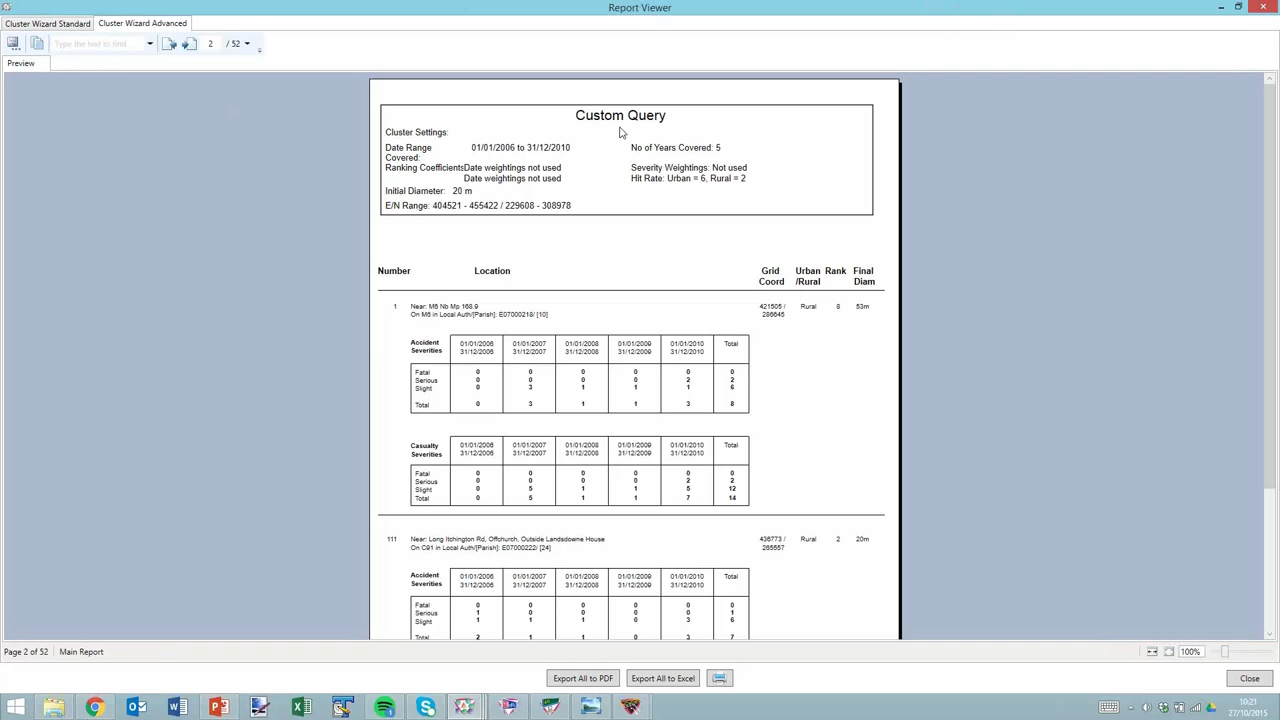 Report Viewer
Cluster Wizard Standard Cluster Wizard Advanced
Type the text to find 2 / 52
Preview
Custom Query
Cluster Settings:
Date Range Covered: 01/01/2006 to 31/12/2010 No of Years Covered: 5
Ranking Coefficients Date weightings not used Severity Weightings: Not used
Date weightings not used Hit Rate: Urban = 6, Rural = 2
Initial Diameter: 20 m
E/N Range: 404521 - 455422 / 229608 - 308978
Number Location Grid Coord Urban /Rural Rank Final Diam
1 Near: M6 Nb Mp 168.9 421505 / 286645 Rural 8 53m
On M6 in Local Auth/[Parish]: E07000218/ [10]
Accident Severities 01/01/2006 31/12/2006 01/01/2007 31/12/2007 01/01/2008 31/12/2008 01/01/2009 31/12/2009 01/01/2010 31/12/2010 Total
Fatal 0 0 0 0 0 0
Serious 0 0 0 0 2 2
Slight 0 3 1 1 1 6
Total 0 3 1 1 3 8
Casualty Severities 01/01/2006 31/12/2006 01/01/2007 31/12/2007 01/01/2008 31/12/2008 01/01/2009 31/12/2009 01/01/2010 31/12/2010 Total
Fatal 0 0 0 0 0 0
Serious 0 0 0 0 2 2
Slight 0 5 1 1 5 12
Total 0 5 1 1 7 14
111 Near: Long Itchington Rd, Offchurch, Outside Landsdowne House 436773 / 265557 Rural 2 20m
On C91 in Local Auth/[Parish]: E07000222/ [24]
Accident Severities 01/01/2006 31/12/2006 01/01/2007 31/12/2007 01/01/2008 31/12/2008 01/01/2009 31/12/2009 01/01/2010 31/12/2010 Total
Fatal 0 0 0 0 0 0
Serious 1 0 0 0 0 1
Slight 1 1 1 0 3 6
Total 2 1 1 0 3 7
Page 2 of 52 Main Report 100%
Export All to PDF Export All to Excel Close
10:21
27/10/2015